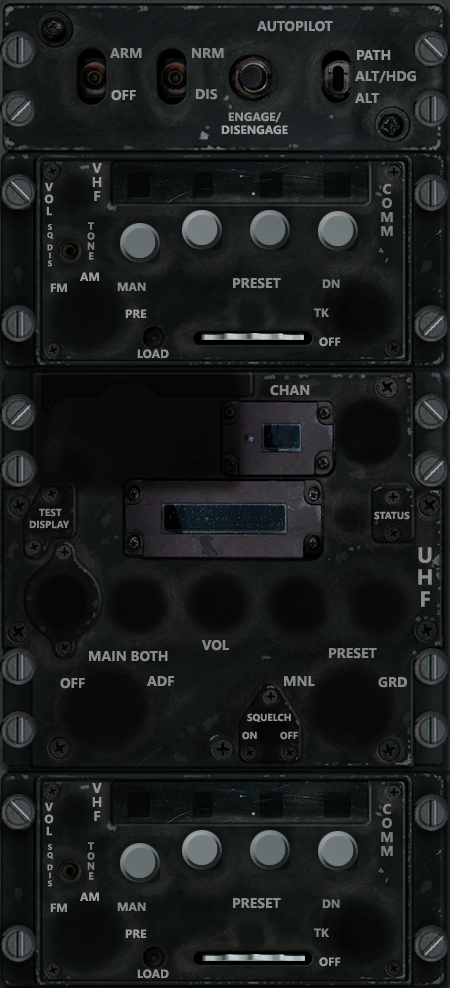 AUTOPILOT
ARM
NRM
PATH
ALT/HDG
OFF
DIS
ALT
ENGAGE/
DISENGAGE
VHF
VOL
COMM
SQ DIS
TONE
FM
AM
MAN
PRESET
DN
PRE
TK
LOAD
OFF
CHAN
TEST
DISPLAY
STATUS
UHF
VOL
MAIN BOTH
PRESET
OFF
ADF
MNL
GRD
SQUELCH
ON
OFF
VHF
VOL
COMM
SQ DIS
TONE
FM
AM
MAN
PRESET
DN
PRE
TK
LOAD
OFF